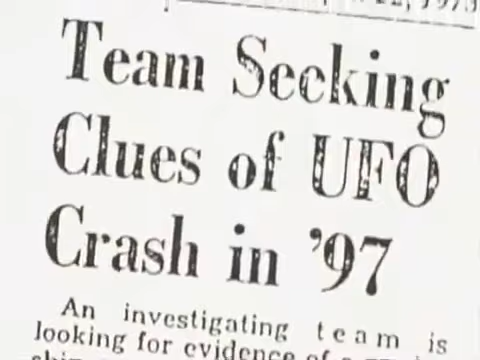 Team Seeking
Clues of UFO
Crash in '97
An investigating team is
looking for evidence of a